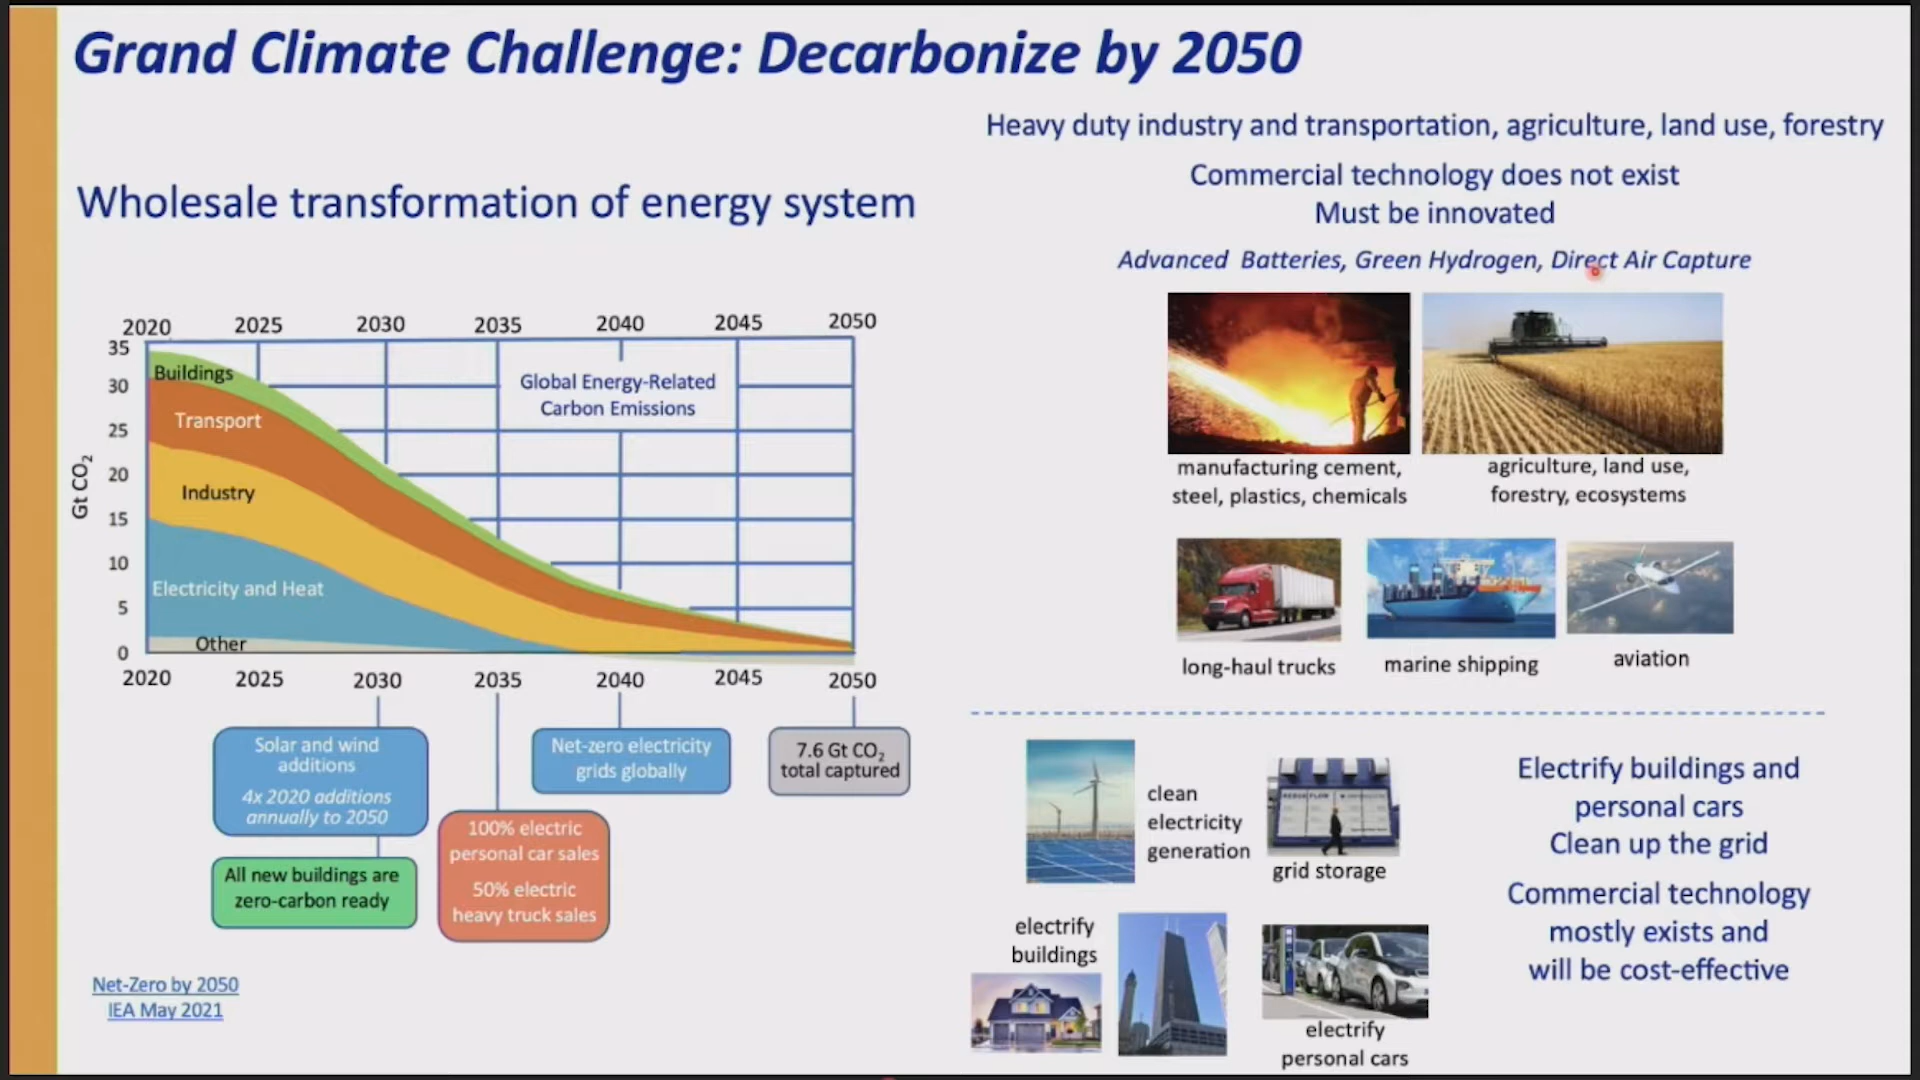 Grand Climate Challenge: Decarbonize by 2050
Wholesale transformation of energy system
2020 2025 2030 2035 2040 2045 2050
35
30
25
20
15
10
5
0
Gt CO₂
Buildings
Transport
Industry
Electricity and Heat
Other
Global Energy-Related
Carbon Emissions
2020 2025 2030 2035 2040 2045 2050
Solar and wind
additions
4x 2020 additions
annually to 2050
All new buildings are
zero-carbon ready
100% electric
personal car sales
50% electric
heavy truck sales
Net-zero electricity
grids globally
7.6 Gt CO₂
total captured
Net-Zero by 2050
IEA May 2021
Heavy duty industry and transportation, agriculture, land use, forestry
Commercial technology does not exist
Must be innovated
Advanced Batteries, Green Hydrogen, Direct Air Capture
manufacturing cement,
steel, plastics, chemicals
agriculture, land use,
forestry, ecosystems
long-haul trucks
marine shipping
aviation
clean
electricity
generation
grid storage
electrify
buildings
electrify
personal cars
Electrify buildings and
personal cars
Clean up the grid
Commercial technology
mostly exists and
will be cost-effective